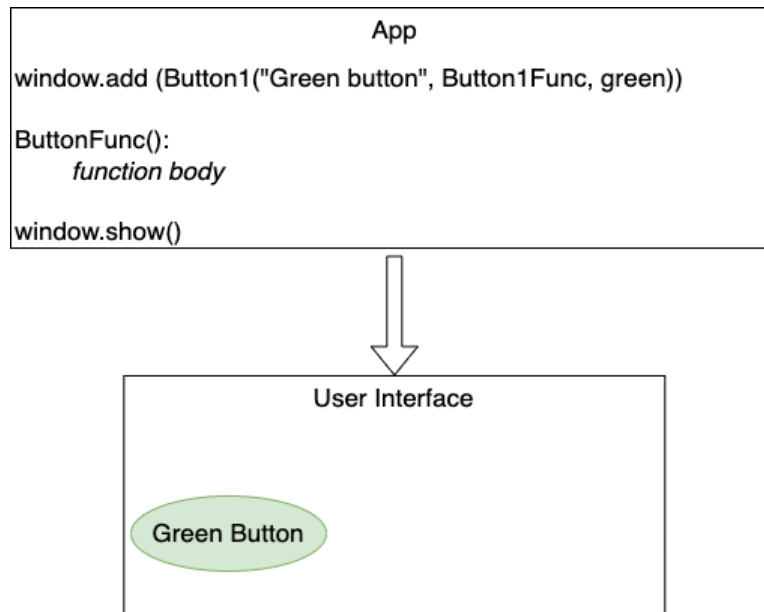 App
window.add (Button1("Green button", Button1Func, green))
ButtonFunc():
function body
window.show()
User Interface
Green Button